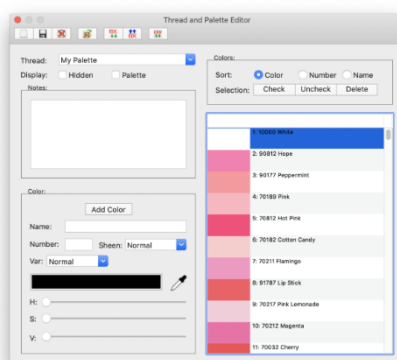 Thread and Palette Editor
Thread: My Palette
Display: Hidden Palette
Notes:
Color:
Add Color
Name:
Number: Sheen: Normal
Var: Normal
H:
S:
V:
Colors:
Sort: Color Number Name
Selection: Check Uncheck Delete
1: 10000 White
2: 90812 Hope
3: 90177 Peppermint
4: 70189 Pink
5: 70812 Hot Pink
6: 70182 Cotton Candy
7: 70211 Flamingo
8: 91787 Lip Stick
9: 70217 Pink Lemonade
10: 70212 Magenta
11: 70032 Cherry